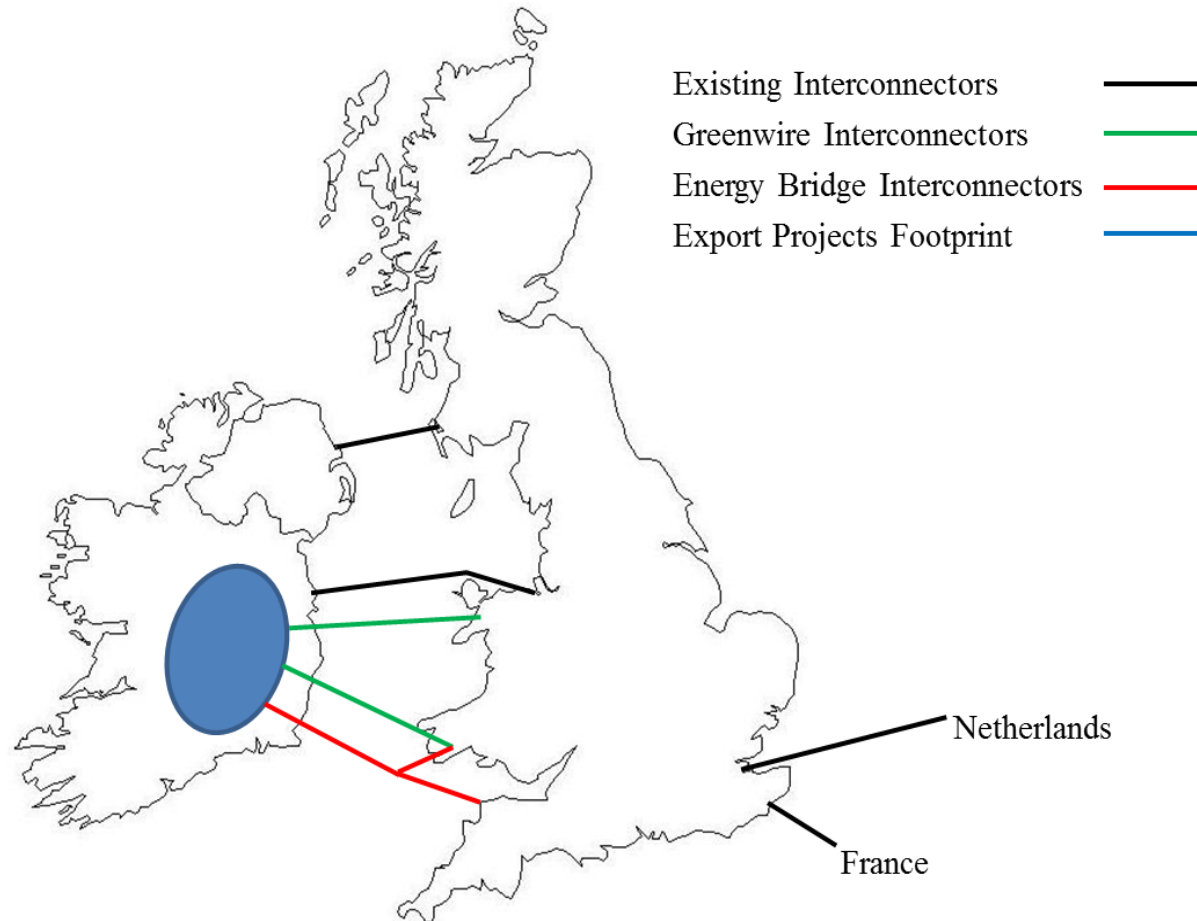 Existing Interconnectors
Greenwire Interconnectors
Energy Bridge Interconnectors
Export Projects Footprint
Netherlands
France